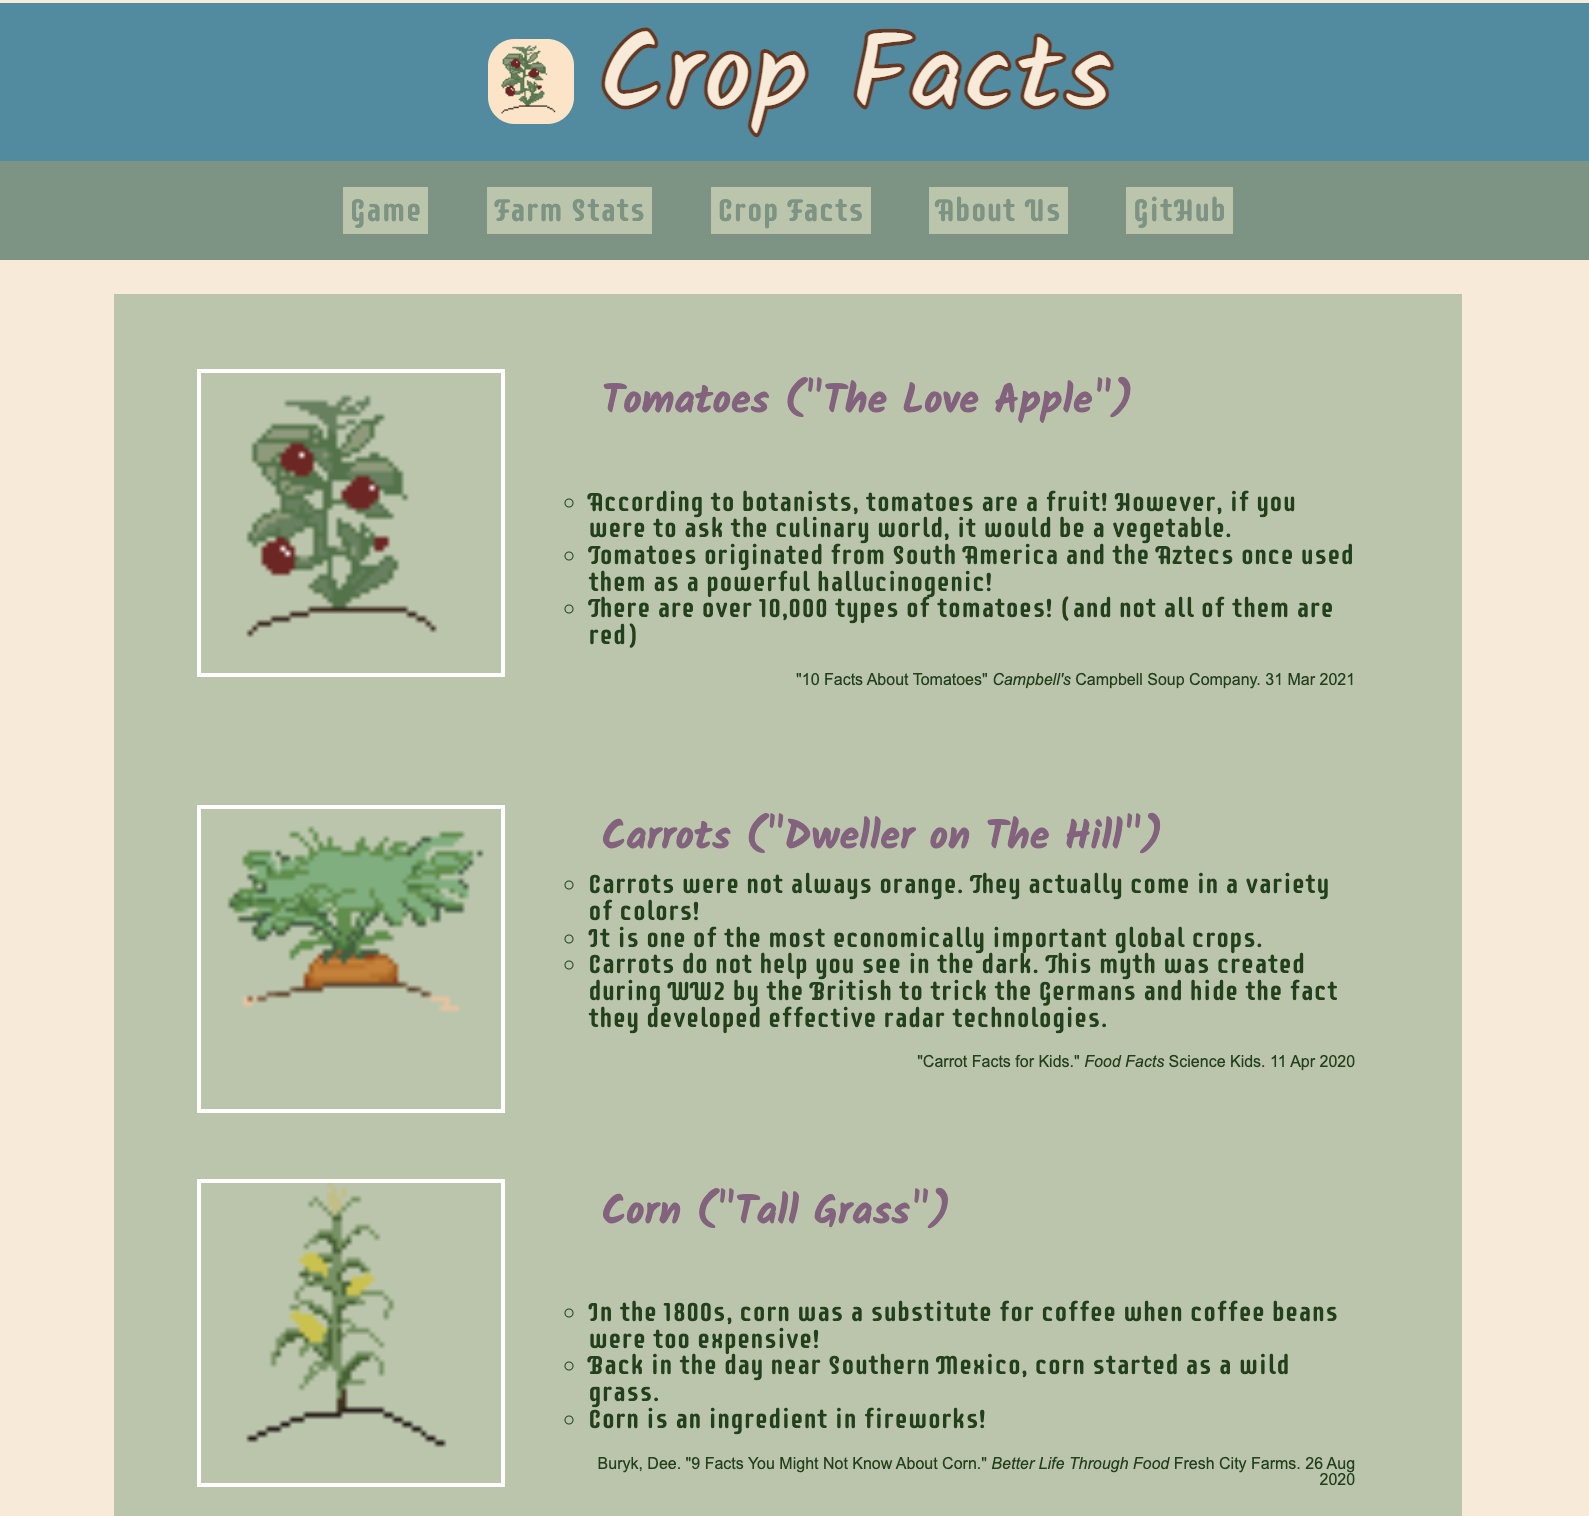 Crop Facts
Game Farm Stats Crop Facts About Us GitHub
Tomatoes ("The Love Apple")
According to botanists, tomatoes are a fruit! However, if you
were to ask the culinary world, it would be a vegetable.
Tomatoes originated from South America and the Aztecs once used
them as a powerful hallucinogenic!
There are over 10,000 types of tomatoes! (and not all of them are
red)
"10 Facts About Tomatoes" Campbell's Campbell Soup Company. 31 Mar 2021
Carrots ("Dweller on The Hill")
Carrots were not always orange. They actually come in a variety
of colors!
It is one of the most economically important global crops.
Carrots do not help you see in the dark. This myth was created
during WW2 by the British to trick the Germans and hide the fact
they developed effective radar technologies.
"Carrot Facts for Kids." Food Facts Science Kids. 11 Apr 2020
Corn ("Tall Grass")
In the 1800s, corn was a substitute for coffee when coffee beans
were too expensive!
Back in the day near Southern Mexico, corn started as a wild
grass.
Corn is an ingredient in fireworks!
Buryk, Dee. "9 Facts You Might Not Know About Corn." Better Life Through Food Fresh City Farms. 26 Aug
2020